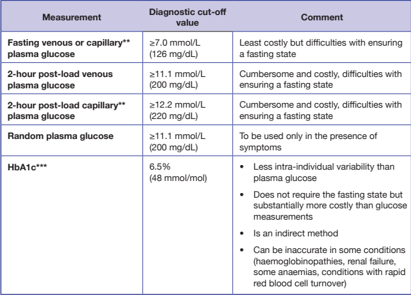 Measurement
Diagnostic cut-off
value
Comment
Fasting venous or capillary**
plasma glucose
≥7.0 mmol/L
(126 mg/dL)
Least costly but difficulties with ensuring
a fasting state
2-hour post-load venous
plasma glucose
≥11.1 mmol/L
(200 mg/dL)
Cumbersome and costly, difficulties with
ensuring a fasting state
2-hour post-load capillary**
plasma glucose
≥12.2 mmol/L
(220 mg/dL)
Cumbersome and costly, difficulties with
ensuring a fasting state
Random plasma glucose
≥11.1 mmol/L
(200 mg/dL)
To be used only in the presence of
symptoms
HbA1c***
6.5%
(48 mmol/mol)
• Less intra-individual variability than
plasma glucose
• Does not require the fasting state but
substantially more costly than glucose
measurements
• Is an indirect method
• Can be inaccurate in some conditions
(haemoglobinopathies, renal failure,
some anaemias, conditions with rapid
red blood cell turnover)